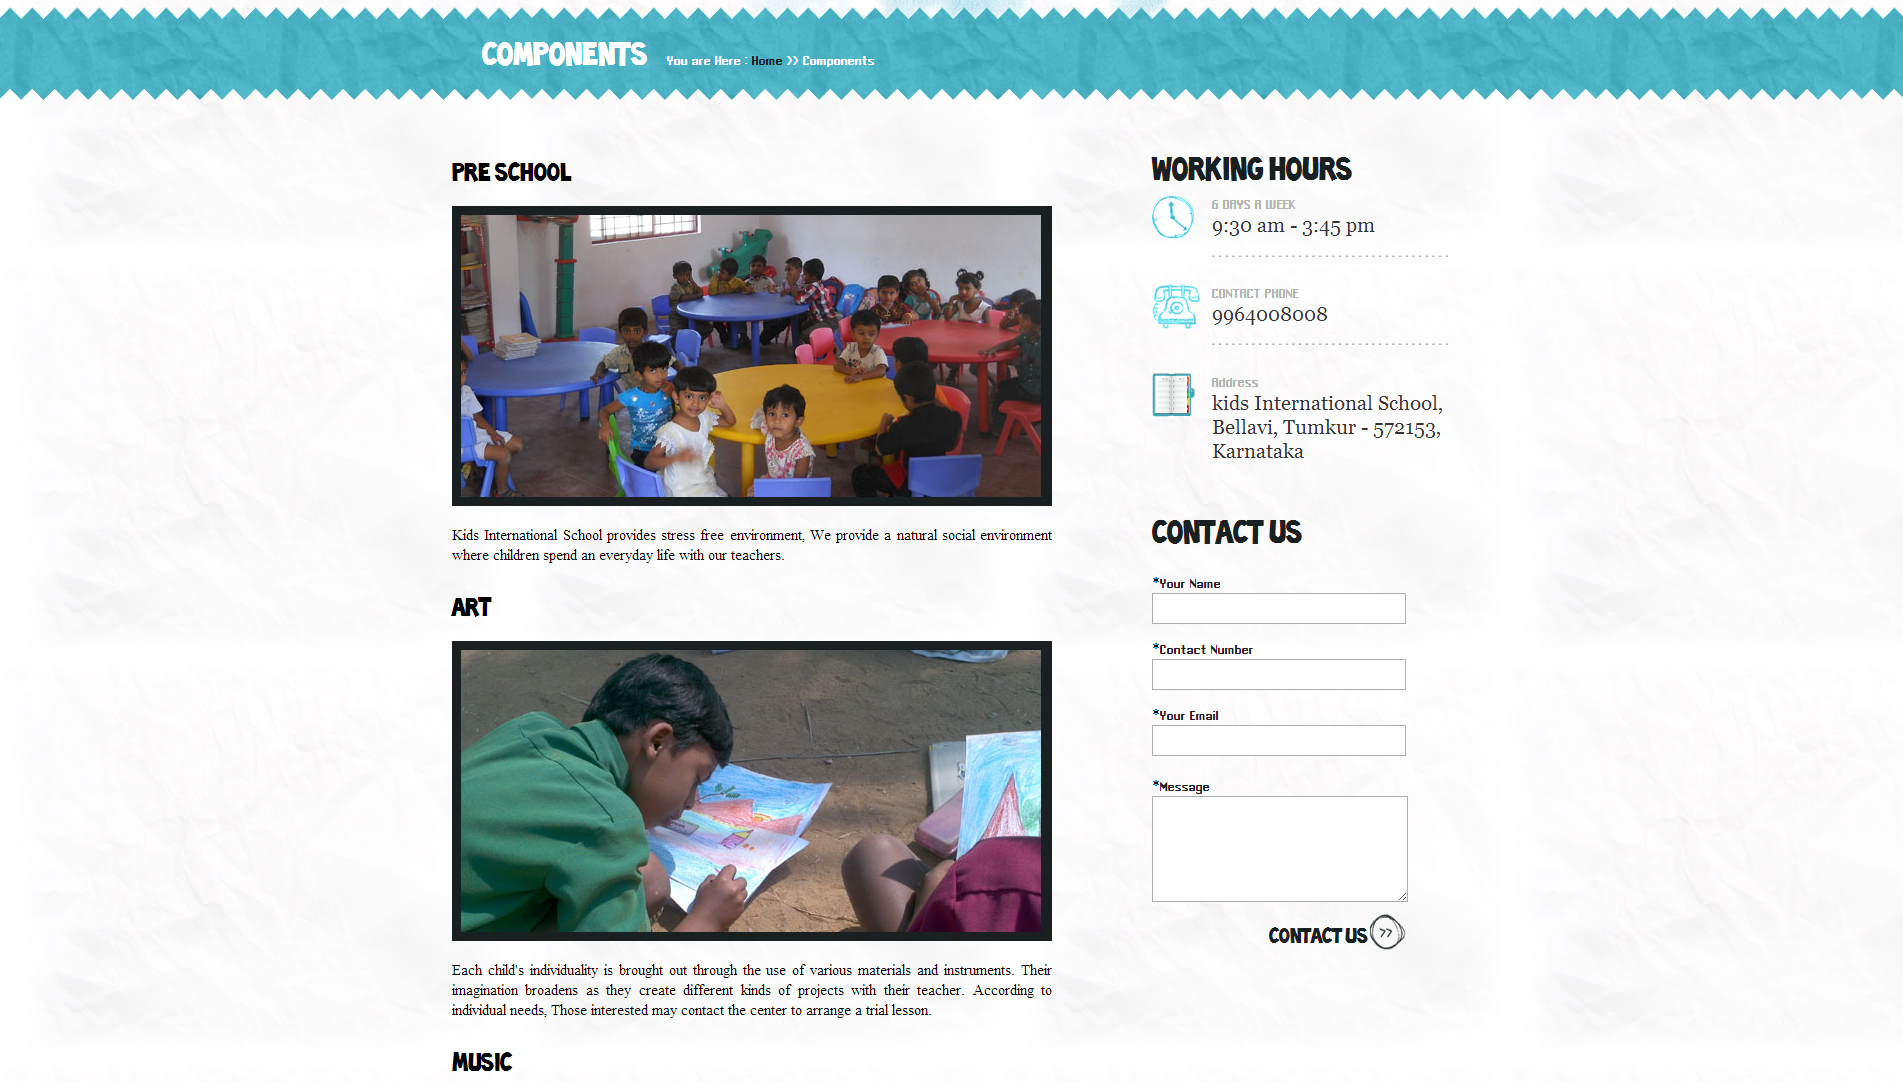 COMPONENTS
You are Here : Home >> Components
PRE SCHOOL
Kids International School provides stress free environment, We provide a natural social environment
where children spend an everyday life with our teachers.
ART
Each child's individuality is brought out through the use of various materials and instruments. Their
imagination broadens as they create different kinds of projects with their teacher. According to
individual needs, Those interested may contact the center to arrange a trial lesson.
MUSIC
WORKING HOURS
6 DAYS A WEEK
9:30 am - 3:45 pm
CONTACT PHONE
9964008008
Address
kids International School,
Bellavi, Tumkur - 572153,
Karnataka
CONTACT US
*Your Name
*Contact Number
*Your Email
*Message
CONTACT US >>